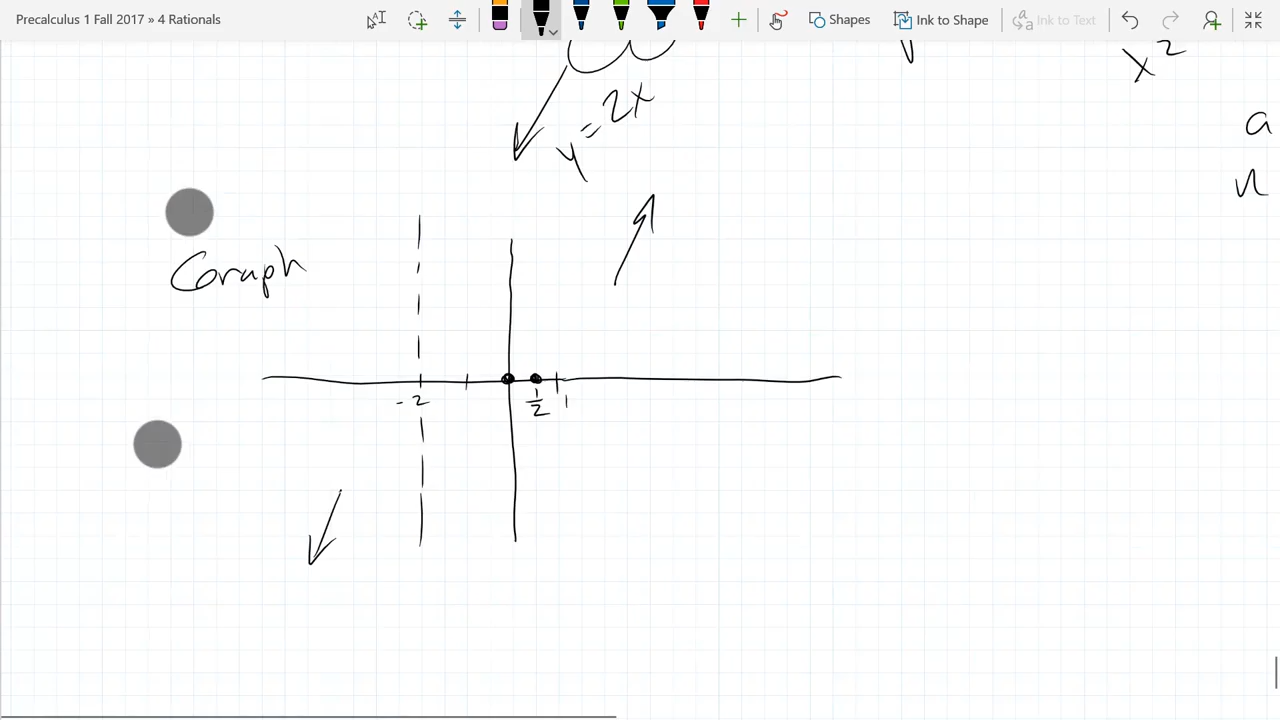 Precalculus 1 Fall 2017 » 4 Rationals
Shapes
Ink to Shape
Ink to Text
x²
y = 2x
a
n
Graph
-2
1/2
1